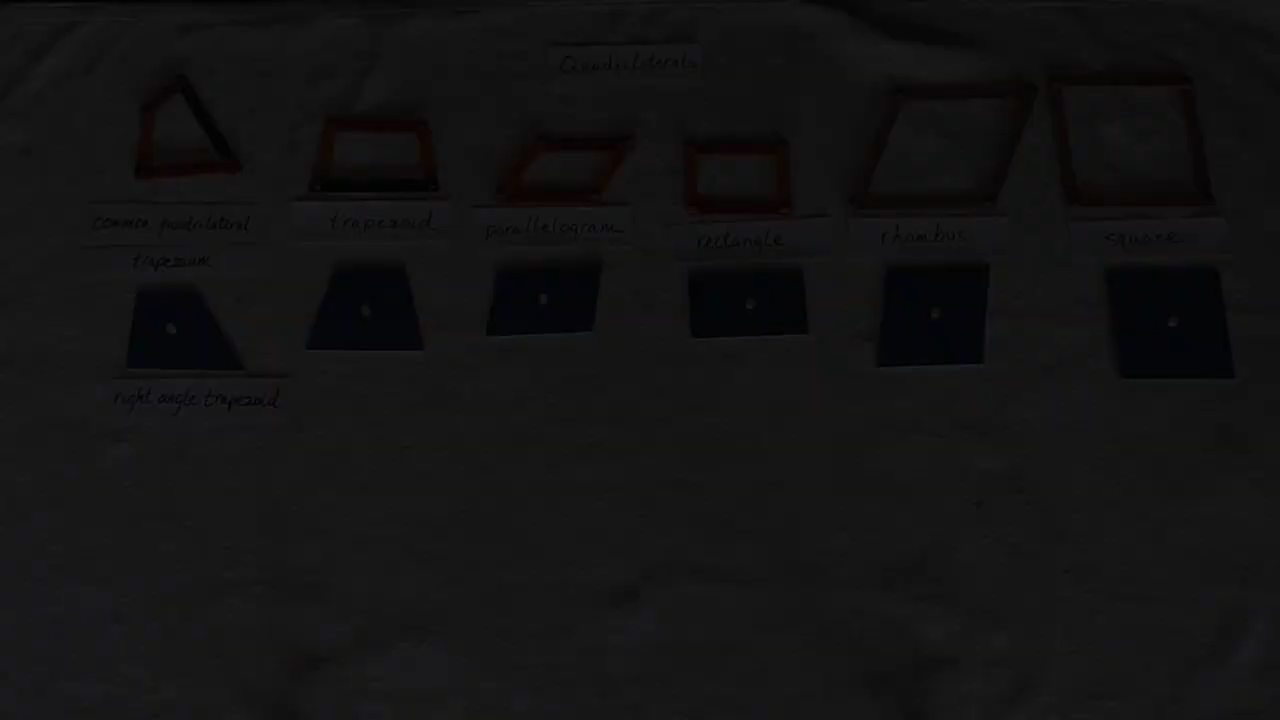 Quadrilaterals
common quadrilateral
trapezoid
parallelogram
rectangle
rhombus
square
trapezium
right angle trapezoid